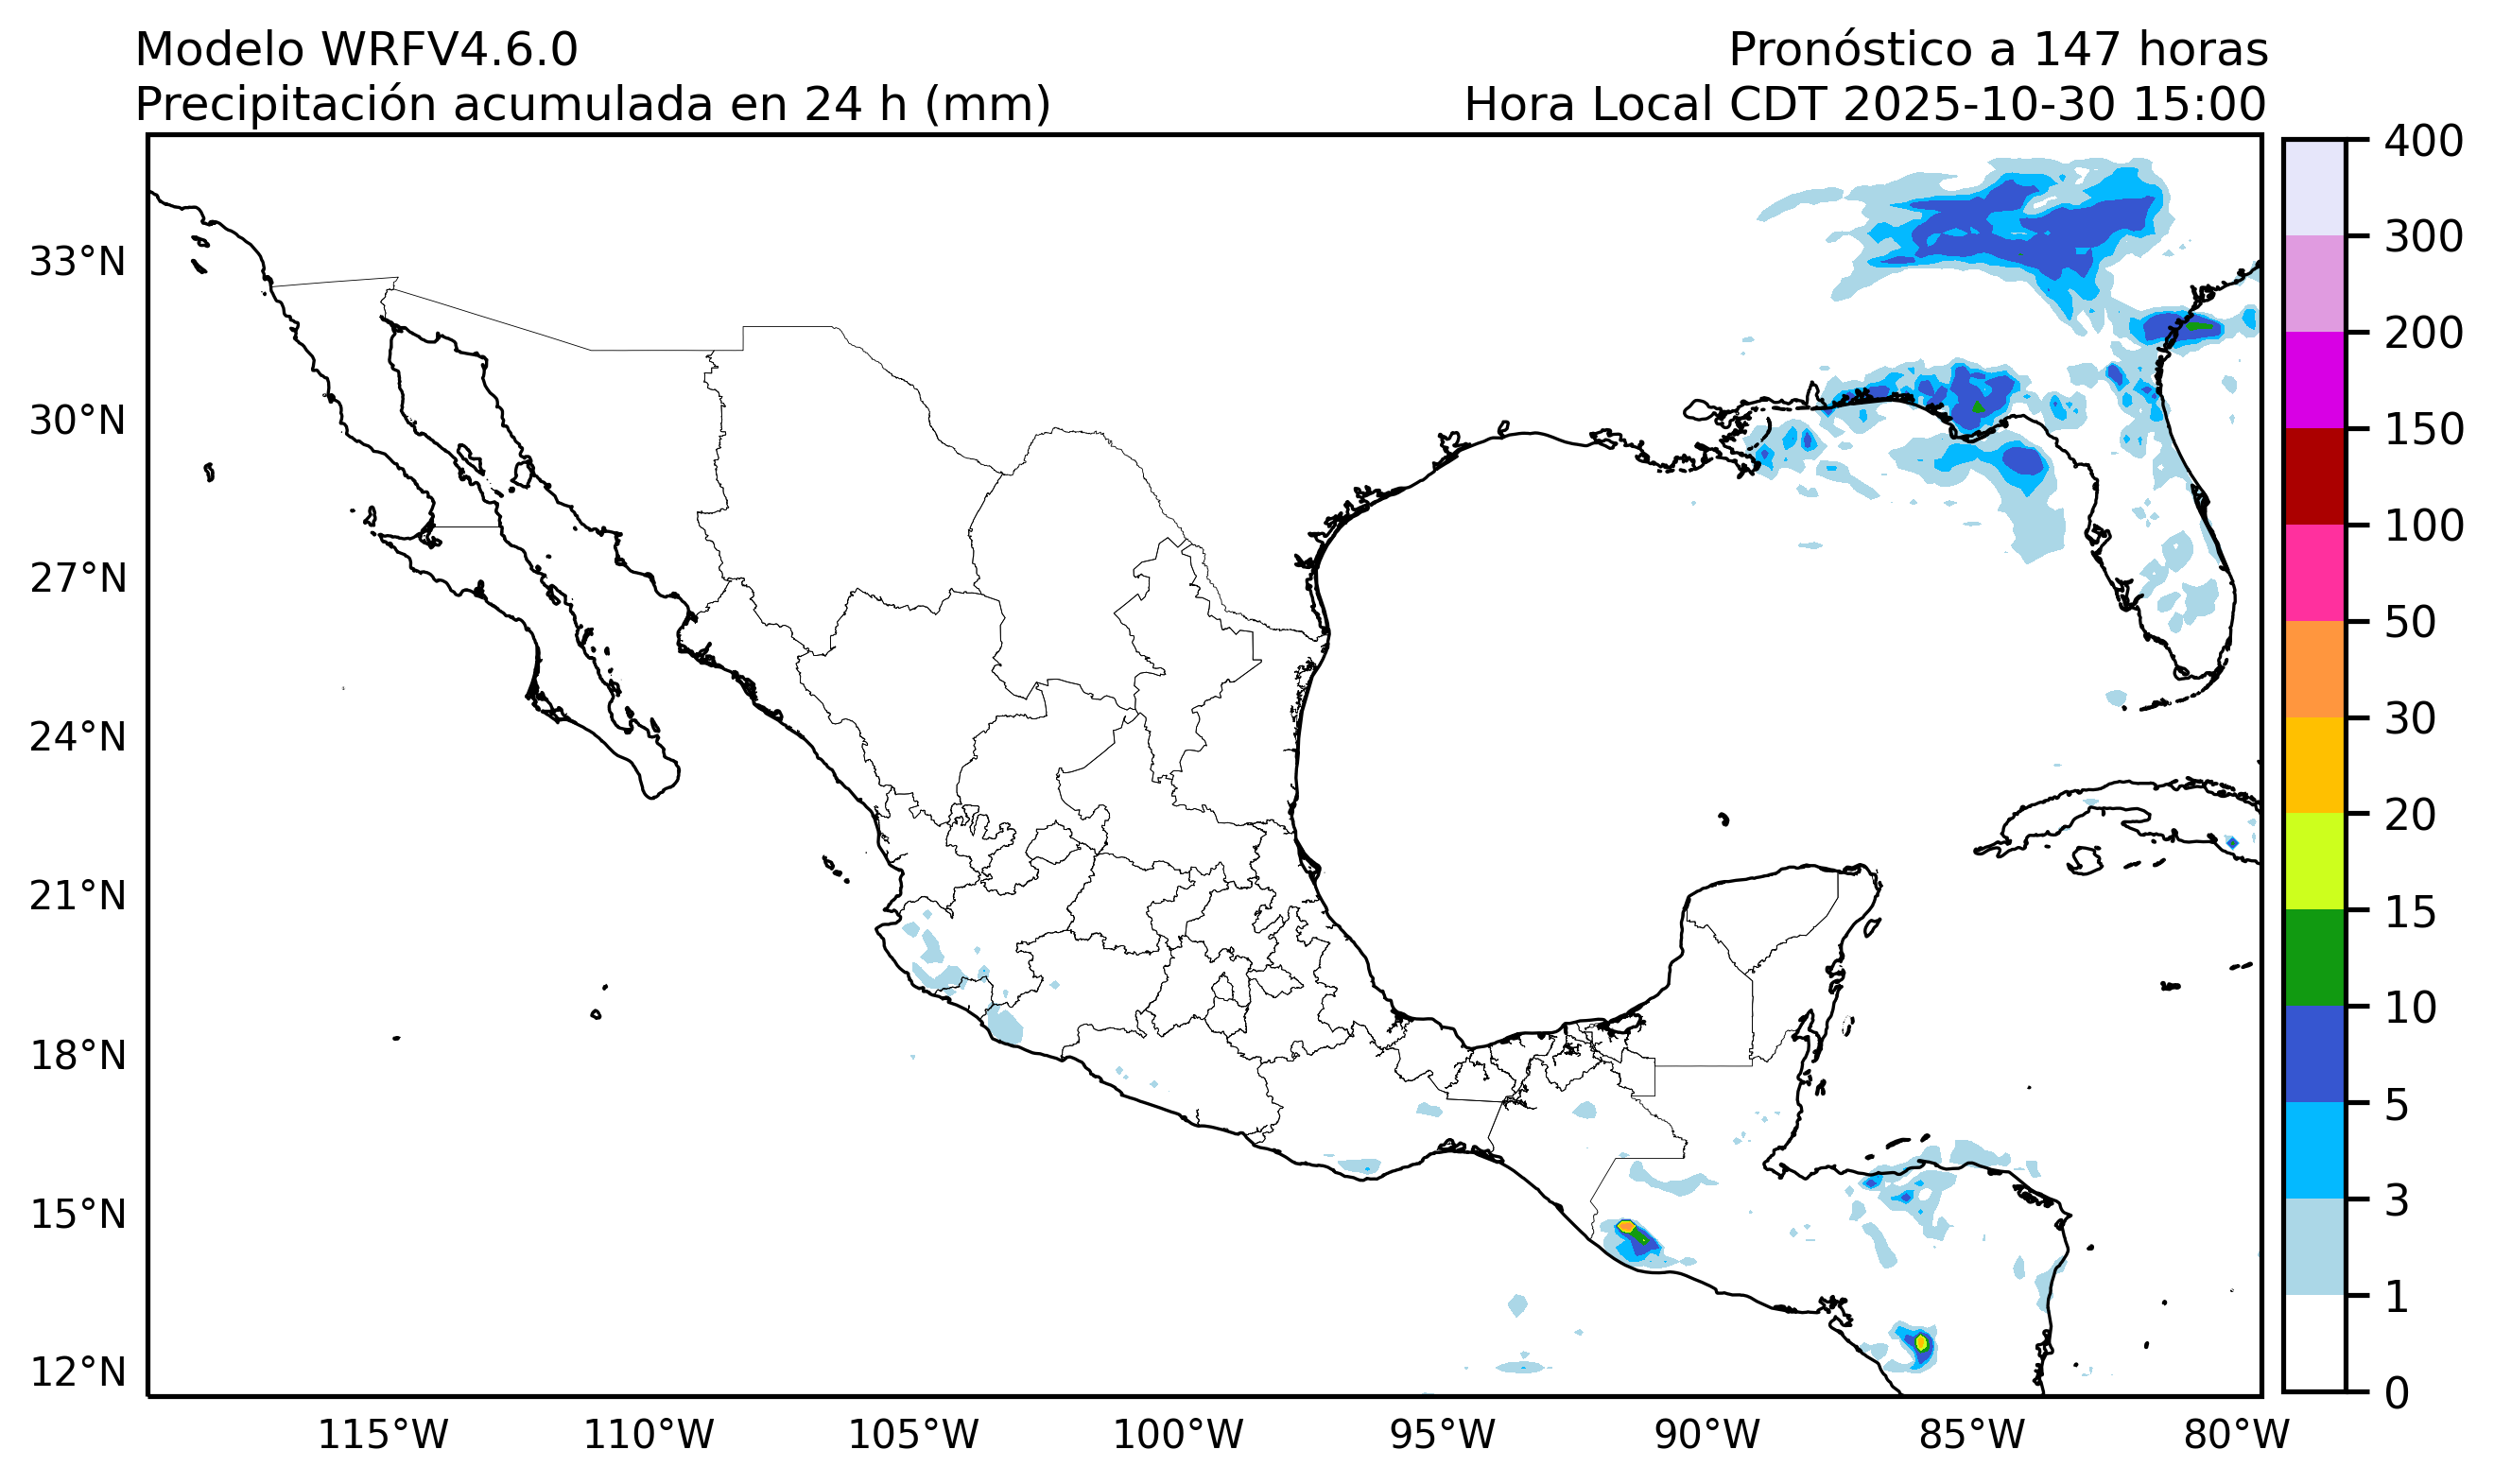 Modelo WRFV4.6.0
Pronóstico a 147 horas
Precipitación acumulada en 24 h (mm)
Hora Local CDT 2025-10-30 15:00
33°N
30°N
27°N
24°N
21°N
18°N
15°N
12°N
115°W
110°W
105°W
100°W
95°W
90°W
85°W
80°W
400
300
200
150
100
50
30
20
15
10
5
3
1
0